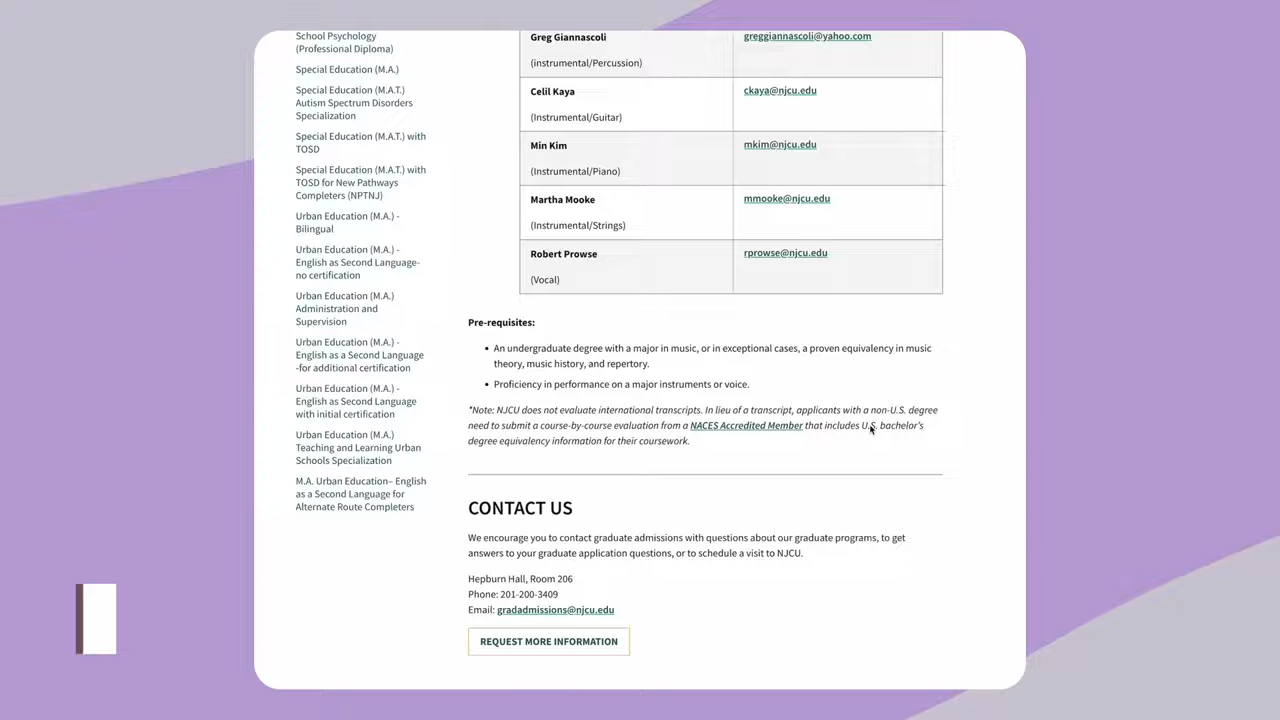 School Psychology
(Professional Diploma)
Special Education (M.A.)
Special Education (M.A.T.)
Autism Spectrum Disorders
Specialization
Special Education (M.A.T.) with
TOSD
Special Education (M.A.T.) with
TOSD for New Pathways
Completers (NPTNJ)
Urban Education (M.A.) -
Bilingual
Urban Education (M.A.) -
English as Second Language-
no certification
Urban Education (M.A.)
Administration and
Supervision
Urban Education (M.A.) -
English as a Second Language
-for additional certification
Urban Education (M.A.) -
English as Second Language
with initial certification
Urban Education (M.A.)
Teaching and Learning Urban
Schools Specialization
M.A. Urban Education– English
as a Second Language for
Alternate Route Completers
Greg Giannascoli greggiannascoli@yahoo.com
(instrumental/Percussion)
Celil Kaya ckaya@njcu.edu
(Instrumental/Guitar)
Min Kim mkim@njcu.edu
(Instrumental/Piano)
Martha Mooke mmooke@njcu.edu
(Instrumental/Strings)
Robert Prowse rprowse@njcu.edu
(Vocal)
Pre-requisites:
• An undergraduate degree with a major in music, or in exceptional cases, a proven equivalency in music
theory, music history, and repertory.
• Proficiency in performance on a major instruments or voice.
*Note: NJCU does not evaluate international transcripts. In lieu of a transcript, applicants with a non-U.S. degree
need to submit a course-by-course evaluation from a NACES Accredited Member that includes U.S. bachelor's
degree equivalency information for their coursework.
CONTACT US
We encourage you to contact graduate admissions with questions about our graduate programs, to get
answers to your graduate application questions, or to schedule a visit to NJCU.
Hepburn Hall, Room 206
Phone: 201-200-3409
Email: gradadmissions@njcu.edu
REQUEST MORE INFORMATION